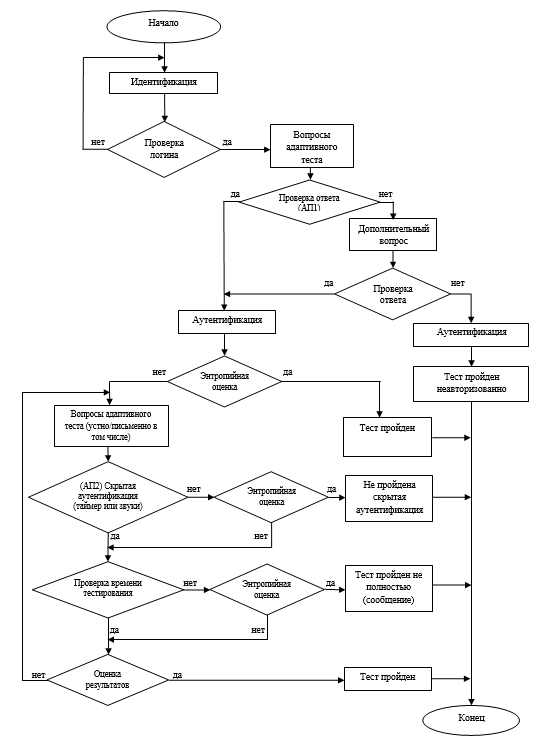 Начало
Идентификация
Проверка
логина
нет
да
Вопросы
адаптивного
теста
Проверка ответа
(АП1)
да
нет
Дополнительный
вопрос
Проверка
ответа
да
нет
Аутентификация
Аутентификация
Энтропийная
оценка
нет
да
Тест пройден
неавторизованно
Вопросы адаптивного
теста (устно/письменно в
том числе)
Тест пройден
(АП2) Скрытая
аутентификация
(таймер или звуки)
нет
да
Энтропийная
оценка
да
нет
Не пройдена
скрытая
аутентификация
Проверка времени
тестирования
нет
да
Энтропийная
оценка
да
нет
Тест пройден не
полностью
(сообщение)
Оценка
результатов
нет
да
Тест пройден
Конец